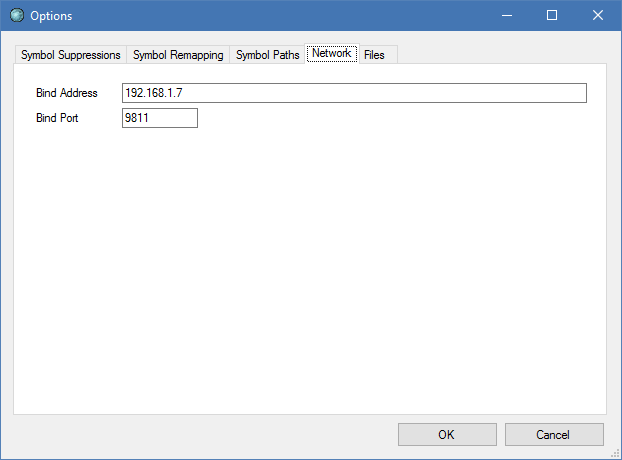 Options
Symbol Suppressions Symbol Remapping Symbol Paths Network Files
Bind Address 192.168.1.7
Bind Port 9811
OK Cancel